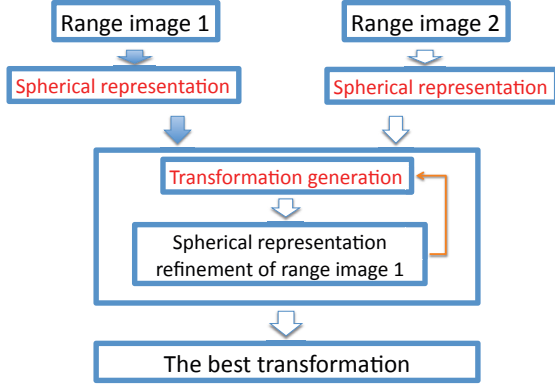 Range image 1
Range image 2
Spherical representation
Spherical representation
Transformation generation
Spherical representation
refinement of range image 1
The best transformation